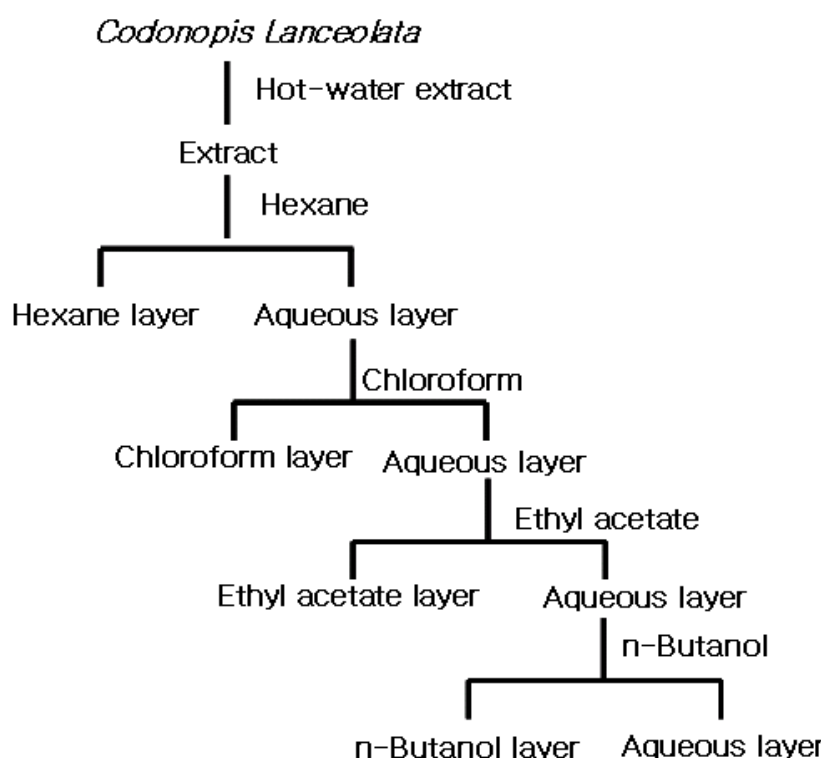 Codonopis Lanceolata
Hot-water extract
Extract
Hexane
Hexane layer Aqueous layer
Chloroform
Chloroform layer Aqueous layer
Ethyl acetate
Ethyl acetate layer Aqueous layer
n-Butanol
n-Butanol layer Aqueous layer